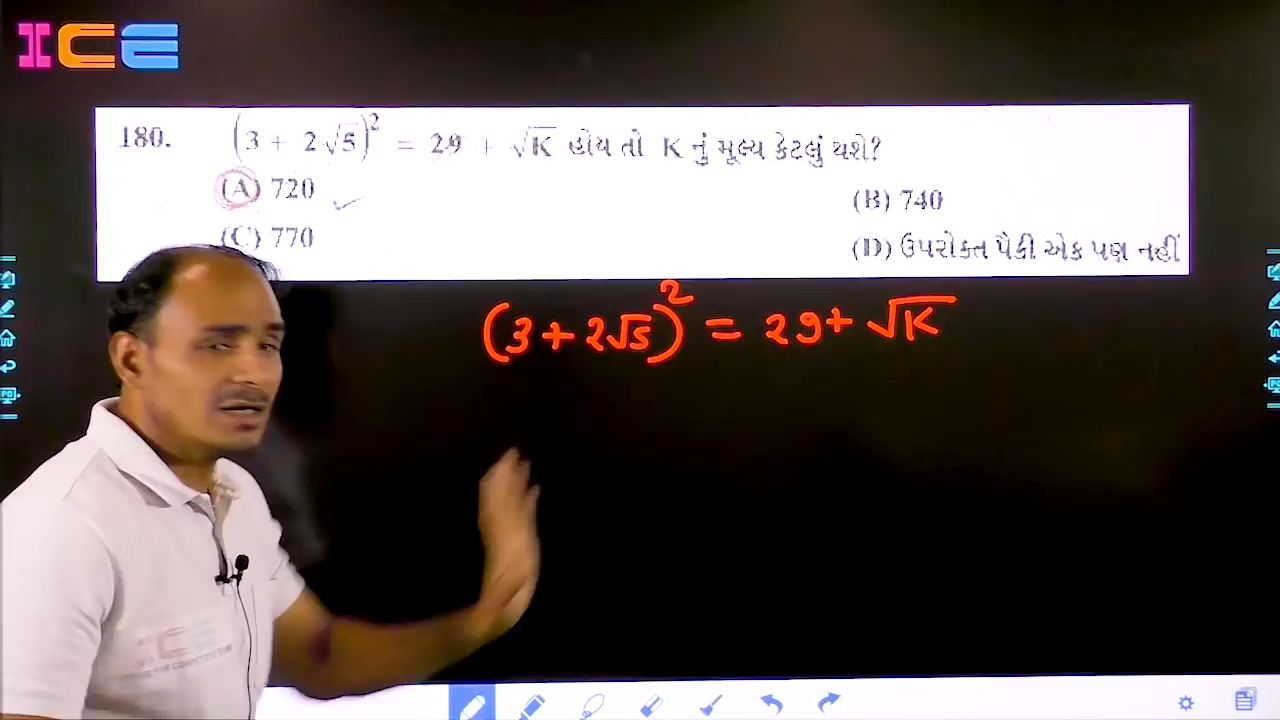 ICE
180. (3 + 2√5)² = 29 + √K હોય તો K નું મૂલ્ય કેટલું થશે?
(A) 720 (B) 740
(C) 770 (D) ઉપરોક્ત પૈકી એક પણ નહીં
(3 + 2√5)² = 29 + √K
ICE